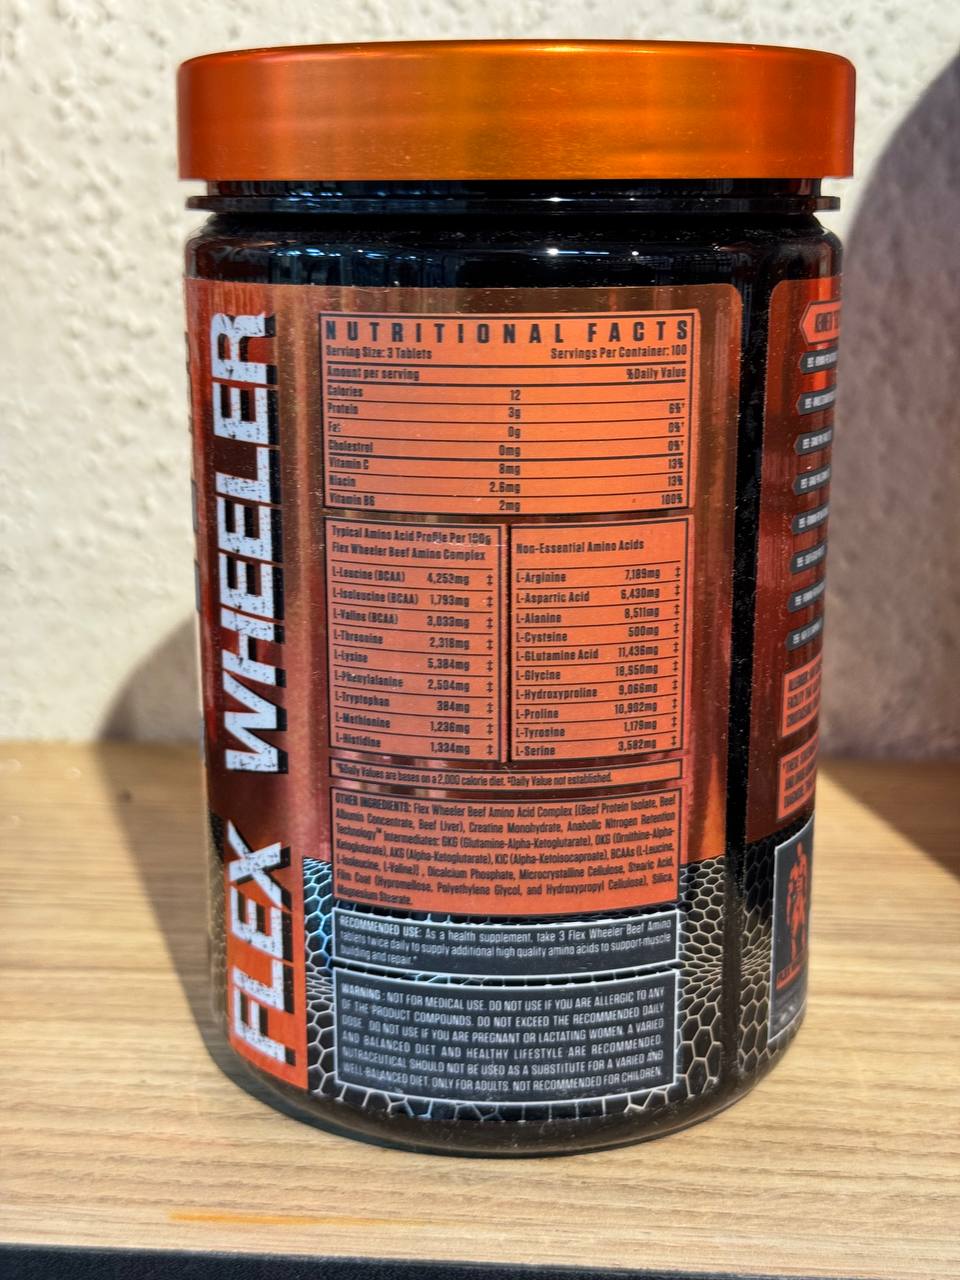 FLEX WHEELER
NUTRITIONAL FACTS
Serving Size: 3 Tablets Servings Per Container: 100
Amount per serving %Daily Value
Calories 12
Protein 3g 6%†
Fat 0g 0%†
Cholestrol 0mg 0%†
Vitamin C 8mg 13%
Niacin 2.6mg 13%
Vitamin B6 2mg 100%
Typical Amino Acid Profile Per 100g
Flex Wheeler Beef Amino Complex
L-Leucine (BCAA) 4,252mg ‡
L-Isoleucine (BCAA) 1,793mg ‡
L-Valine (BCAA) 3,033mg ‡
L-Threonine 2,318mg ‡
L-Lysine 5,384mg ‡
L-Phenylalanine 2,504mg ‡
L-Tryptophan 384mg ‡
L-Methionine 1,236mg ‡
L-Histidine 1,334mg ‡
Non-Essential Amino Acids
L-Arginine 7,189mg ‡
L-Aspartic Acid 6,430mg ‡
L-Alanine 8,511mg ‡
L-Cysteine 500mg ‡
L-Glutamine Acid 11,436mg ‡
L-Glycine 18,550mg ‡
L-Hydroxyproline 9,066mg ‡
L-Proline 10,902mg ‡
L-Tyrosine 1,179mg ‡
L-Serine 3,582mg ‡
†Daily Values are bases on a 2,000 calorie diet. ‡Daily Value not established.
OTHER INGREDIENTS: Flex Wheeler Beef Amino Complex [(Beef Protein Isolate, Beef
Albumin Concentrate, Beef Liver), Creatine Monohydrate, Anabolic Nitrogen Retention
Technology™ Intermediates: GKG (Glutamine-Alpha-Ketoglutarate), OKG (Ornithine-Alpha-
Ketoglutarate), AKG (Alpha-Ketoglutarate), KIC (Alpha-Ketoisocaproate), BCAAs (L-Leucine,
L-Isoleucine, L-Valine)] , Dicalcium Phosphate, Microcrystalline Cellulose, Stearic Acid,
Film Coat (Hypromellose, Polyethylene Glycol, and Hydroxypropyl Cellulose), Silica,
Magnesium Stearate.
RECOMMENDED USE: As a health supplement, take 3 Flex Wheeler Beef Amino
tablets twice daily to supply additional high quality amino acids to support muscle
building and repair.*
WARNING : NOT FOR MEDICAL USE. DO NOT USE IF YOU ARE ALLERGIC TO ANY
OF THE PRODUCT COMPOUNDS. DO NOT EXCEED THE RECOMMENDED DAILY
DOSE. DO NOT USE IF YOU ARE PREGNANT OR LACTATING WOMEN. A VARIED
AND BALANCED DIET AND HEALTHY LIFESTYLE ARE RECOMMENDED.
NUTRACEUTICAL SHOULD NOT BE USED AS A SUBSTITUTE FOR A VARIED AND
WELL-BALANCED DIET. ONLY FOR ADULTS. NOT RECOMMENDED FOR CHILDREN.